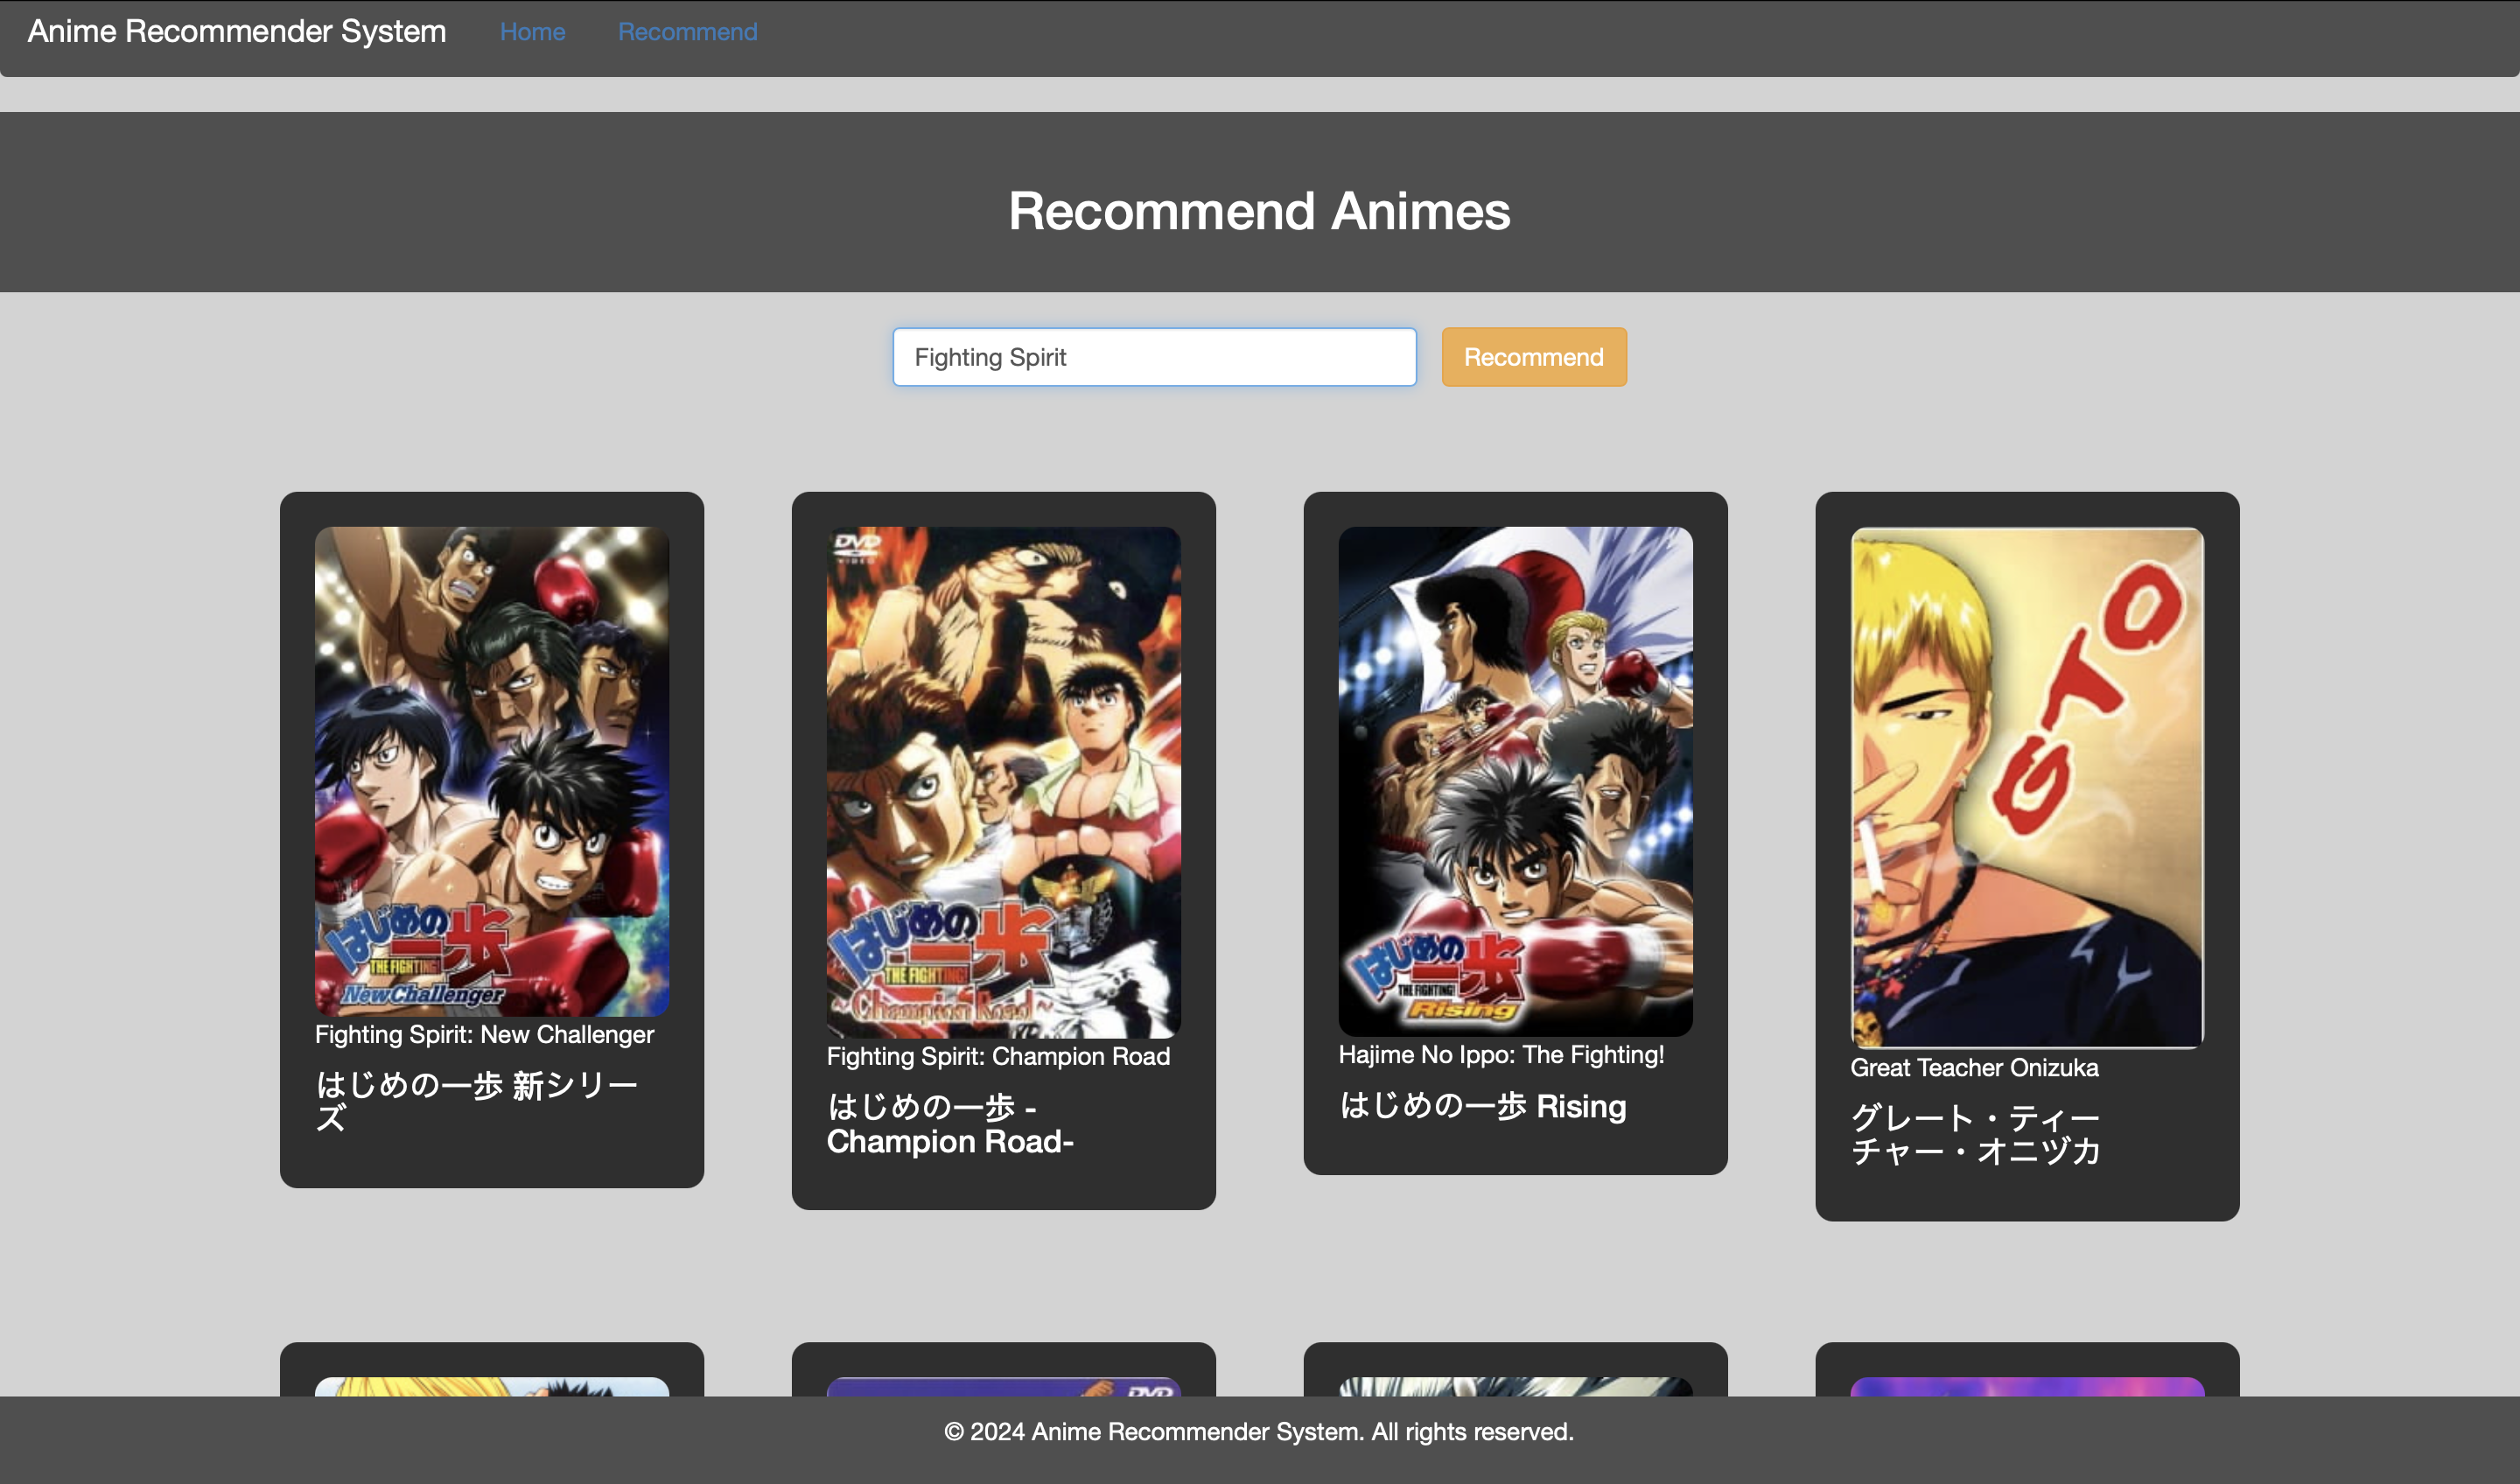 Anime Recommender System Home Recommend
Recommend Animes
Fighting Spirit Recommend
はじめの一歩
THE FIGHTING!
New Challenger
Fighting Spirit: New Challenger
はじめの一歩 新シリー
ズ
DVD
VIDEO
はじめの一歩
THE FIGHTING!
~Champion Road~
Fighting Spirit: Champion Road
はじめの一歩 -
Champion Road-
はじめの一歩
THE FIGHTING!
Rising
Hajime No Ippo: The Fighting!
はじめの一歩 Rising
GTO
Great Teacher Onizuka
グレート・ティー
チャー・オニヅカ
DVD
© 2024 Anime Recommender System. All rights reserved.